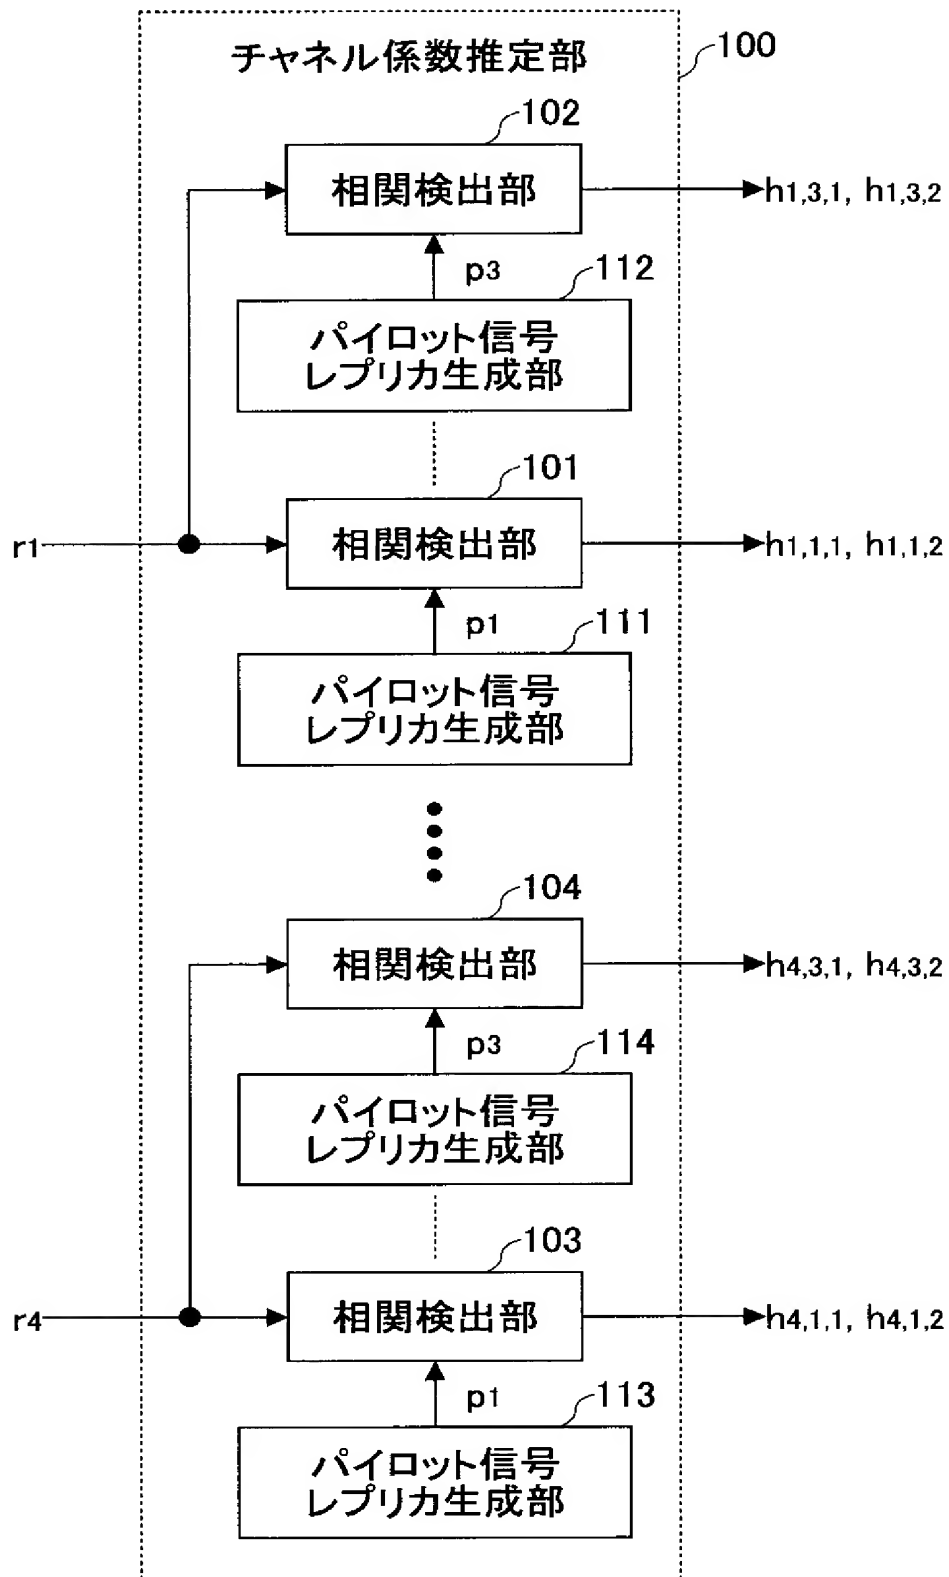 チャネル係数推定部
100
102
相関検出部
h1,3,1, h1,3,2
p3
112
パイロット信号
レプリカ生成部
101
r1
相関検出部
h1,1,1, h1,1,2
p1
111
パイロット信号
レプリカ生成部
104
相関検出部
h4,3,1, h4,3,2
p3
114
パイロット信号
レプリカ生成部
103
r4
相関検出部
h4,1,1, h4,1,2
p1
113
パイロット信号
レプリカ生成部